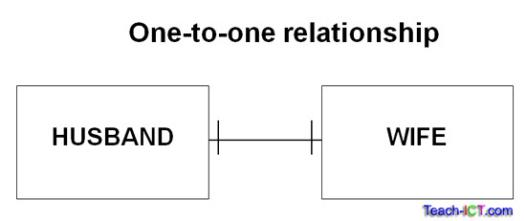 One-to-one relationship
HUSBAND
WIFE
Teach-ICT.com